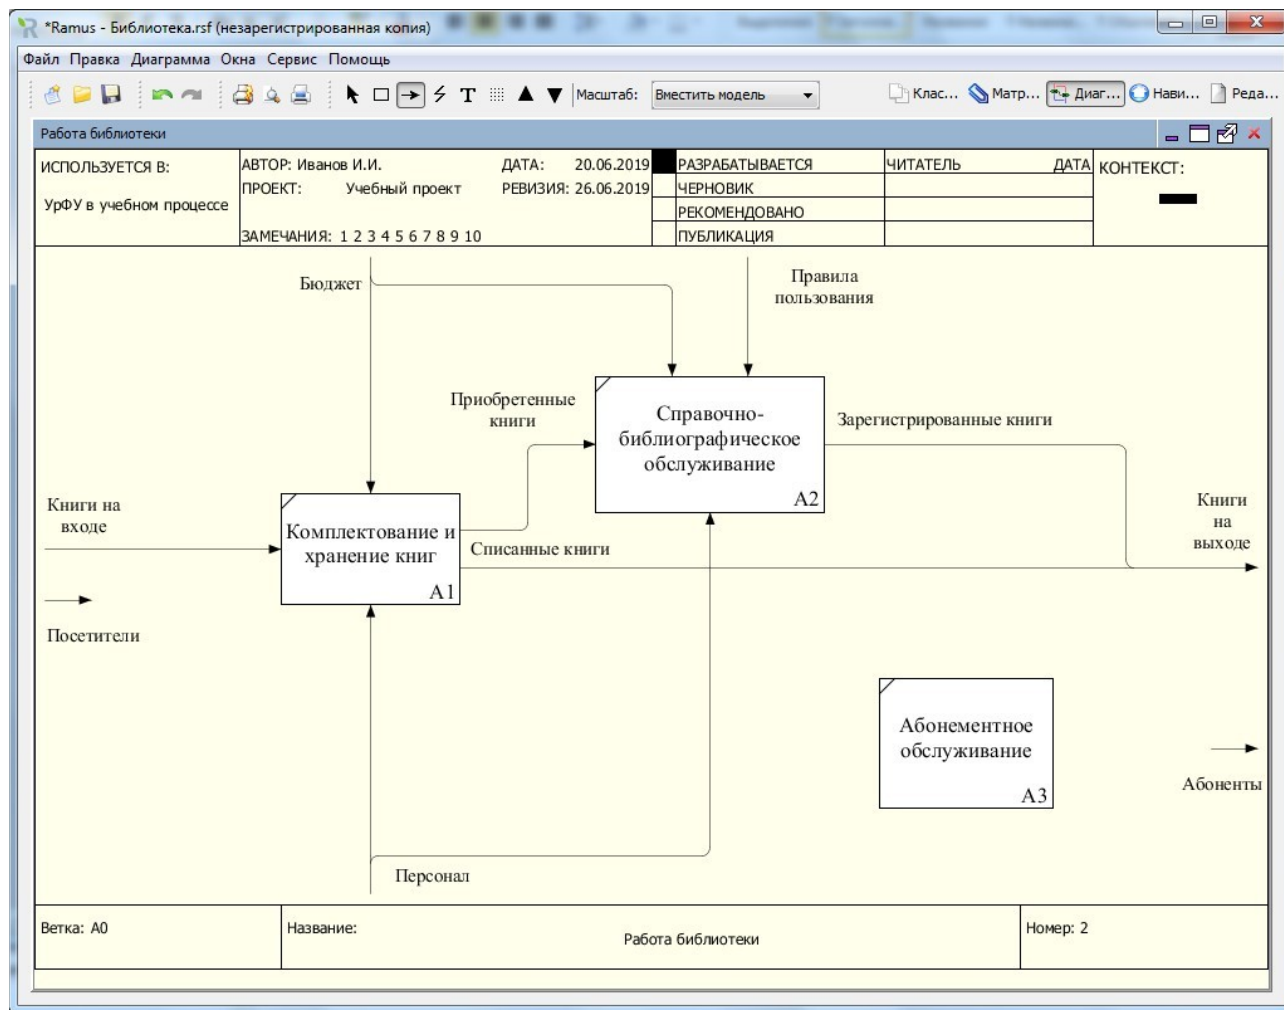 *Ramus - Библиотека.rsf (незарегистрированная копия)
Файл Правка Диаграмма Окна Сервис Помощь
T Масштаб: Вместить модель Клас... Матр... Диаг... Нави... Реда...
Работа библиотеки
ИСПОЛЬЗУЕТСЯ В:
УрФУ в учебном процессе
АВТОР: Иванов И.И. ДАТА: 20.06.2019
ПРОЕКТ: Учебный проект РЕВИЗИЯ: 26.06.2019
ЗАМЕЧАНИЯ: 1 2 3 4 5 6 7 8 9 10
РАЗРАБАТЫВАЕТСЯ
ЧЕРНОВИК
РЕКОМЕНДОВАНО
ПУБЛИКАЦИЯ
ЧИТАТЕЛЬ ДАТА
КОНТЕКСТ:
Бюджет
Правила
пользования
Приобретенные
книги
Справочно-
библиографическое
обслуживание
A2
Зарегистрированные книги
Книги на
входе
Комплектование и
хранение книг
A1
Списанные книги
Книги
на
выходе
Посетители
Абонементное
обслуживание
A3
Абоненты
Персонал
Ветка: A0
Название:
Работа библиотеки
Номер: 2